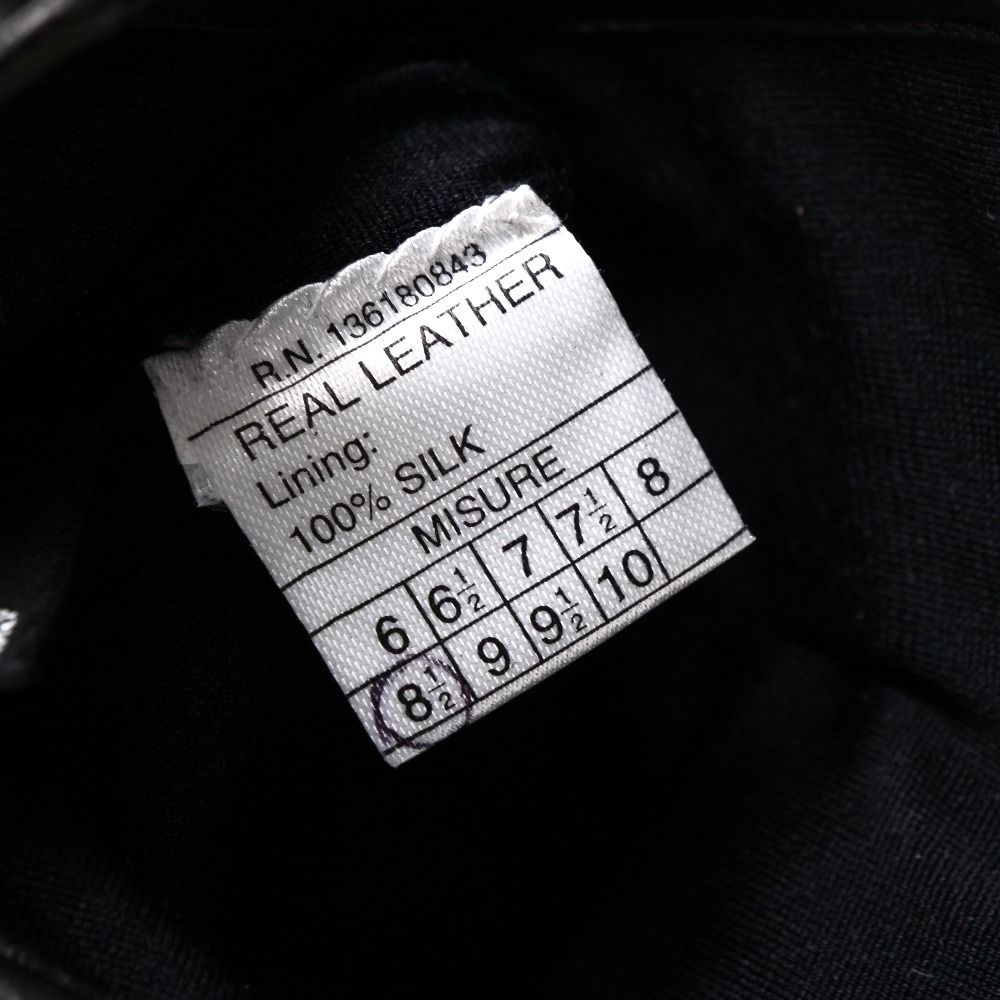 R.N. 136180843
REAL LEATHER
Lining:
100% SILK
MISURE
6 6½ 7 7½ 8
8½ 9 9½ 10